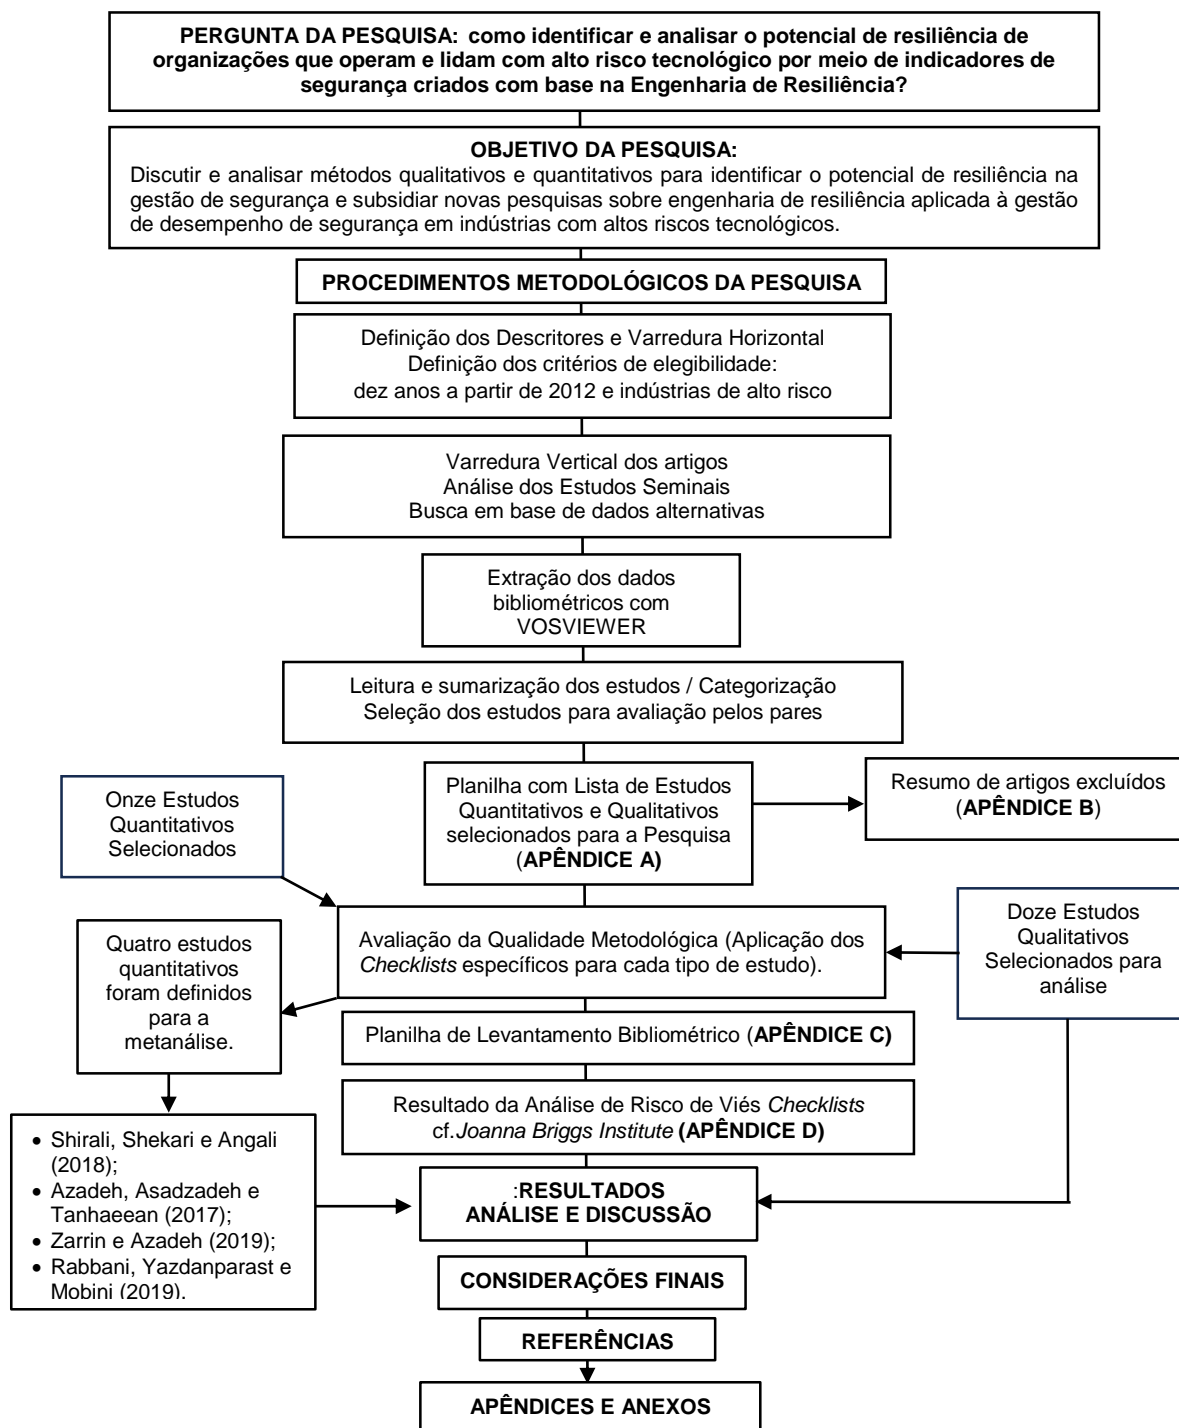 PERGUNTA DA PESQUISA: como identificar e analisar o potencial de resiliência de
organizações que operam e lidam com alto risco tecnológico por meio de indicadores de
segurança criados com base na Engenharia de Resiliência?
OBJETIVO DA PESQUISA:
Discutir e analisar métodos qualitativos e quantitativos para identificar o potencial de resiliência na
gestão de segurança e subsidiar novas pesquisas sobre engenharia de resiliência aplicada à gestão
de desempenho de segurança em indústrias com altos riscos tecnológicos.
PROCEDIMENTOS METODOLÓGICOS DA PESQUISA
Definição dos Descritores e Varredura Horizontal
Definição dos critérios de elegibilidade:
dez anos a partir de 2012 e indústrias de alto risco
Varredura Vertical dos artigos
Análise dos Estudos Seminais
Busca em base de dados alternativas
Extração dos dados
bibliométricos com
VOSVIEWER
Leitura e sumarização dos estudos / Categorização
Seleção dos estudos para avaliação pelos pares
Onze Estudos
Quantitativos
Selecionados
Planilha com Lista de Estudos
Quantitativos e Qualitativos
selecionados para a Pesquisa
(APÊNDICE A)
Resumo de artigos excluídos
(APÊNDICE B)
Quatro estudos
quantitativos
foram definidos
para a
metanálise.
Avaliação da Qualidade Metodológica (Aplicação dos
Checklists específicos para cada tipo de estudo).
Doze Estudos
Qualitativos
Selecionados para
análise
Planilha de Levantamento Bibliométrico (APÊNDICE C)
Resultado da Análise de Risco de Viés Checklists
cf.Joanna Briggs Institute (APÊNDICE D)
• Shirali, Shekari e Angali
(2018);
• Azadeh, Asadzadeh e
Tanhaeean (2017);
• Zarrin e Azadeh (2019);
• Rabbani, Yazdanparast e
Mobini (2019).
:RESULTADOS
ANÁLISE E DISCUSSÃO
CONSIDERAÇÕES FINAIS
REFERÊNCIAS
APÊNDICES E ANEXOS